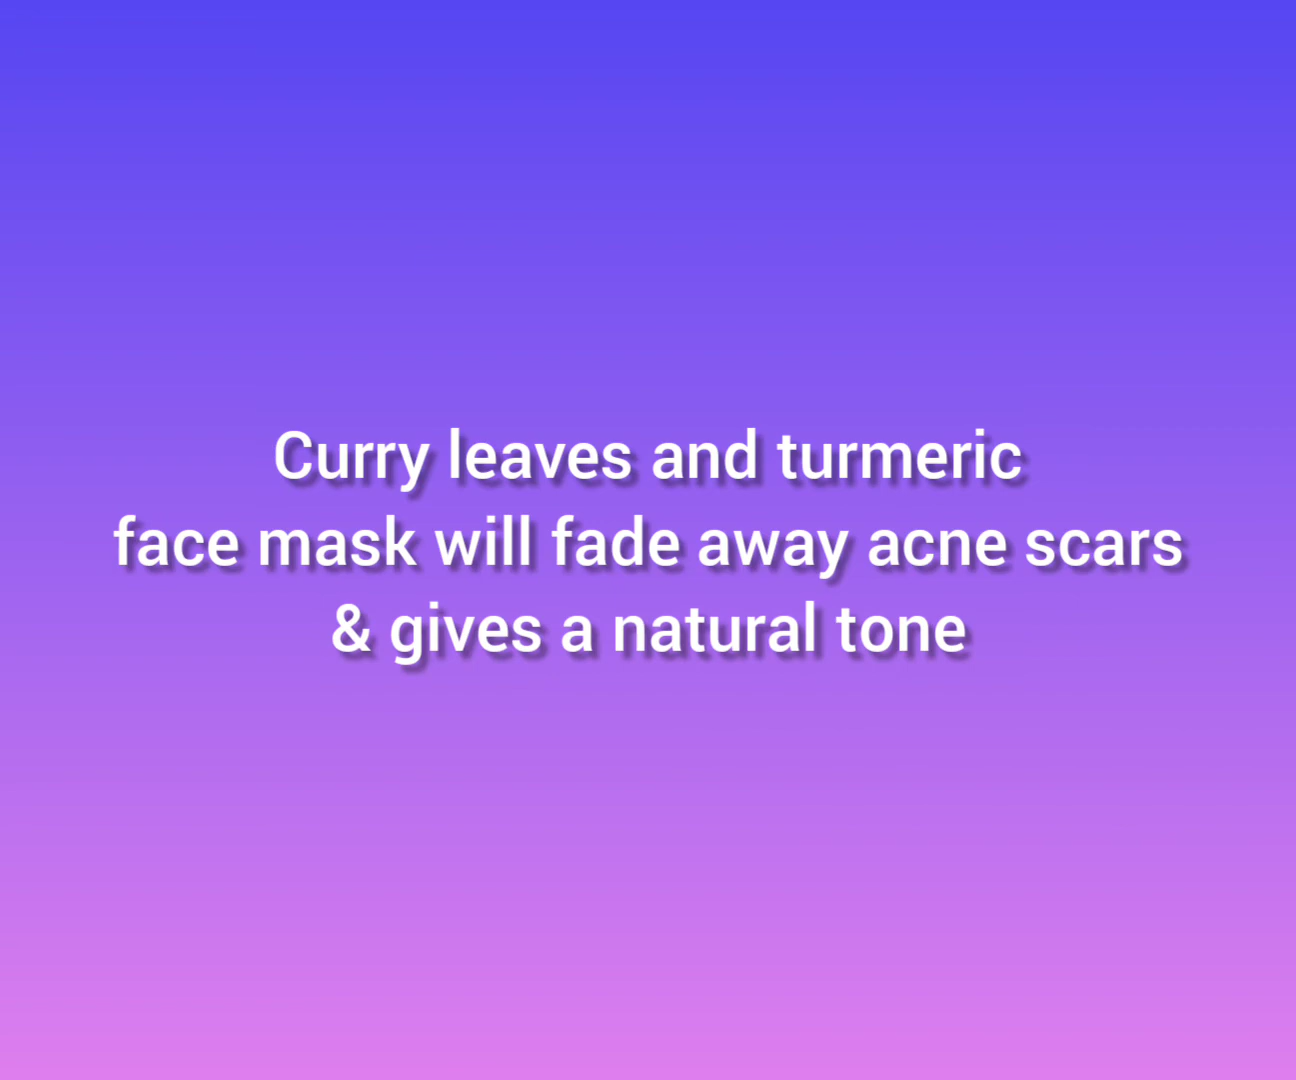 Curry leaves and turmeric
face mask will fade away acne scars
& gives a natural tone